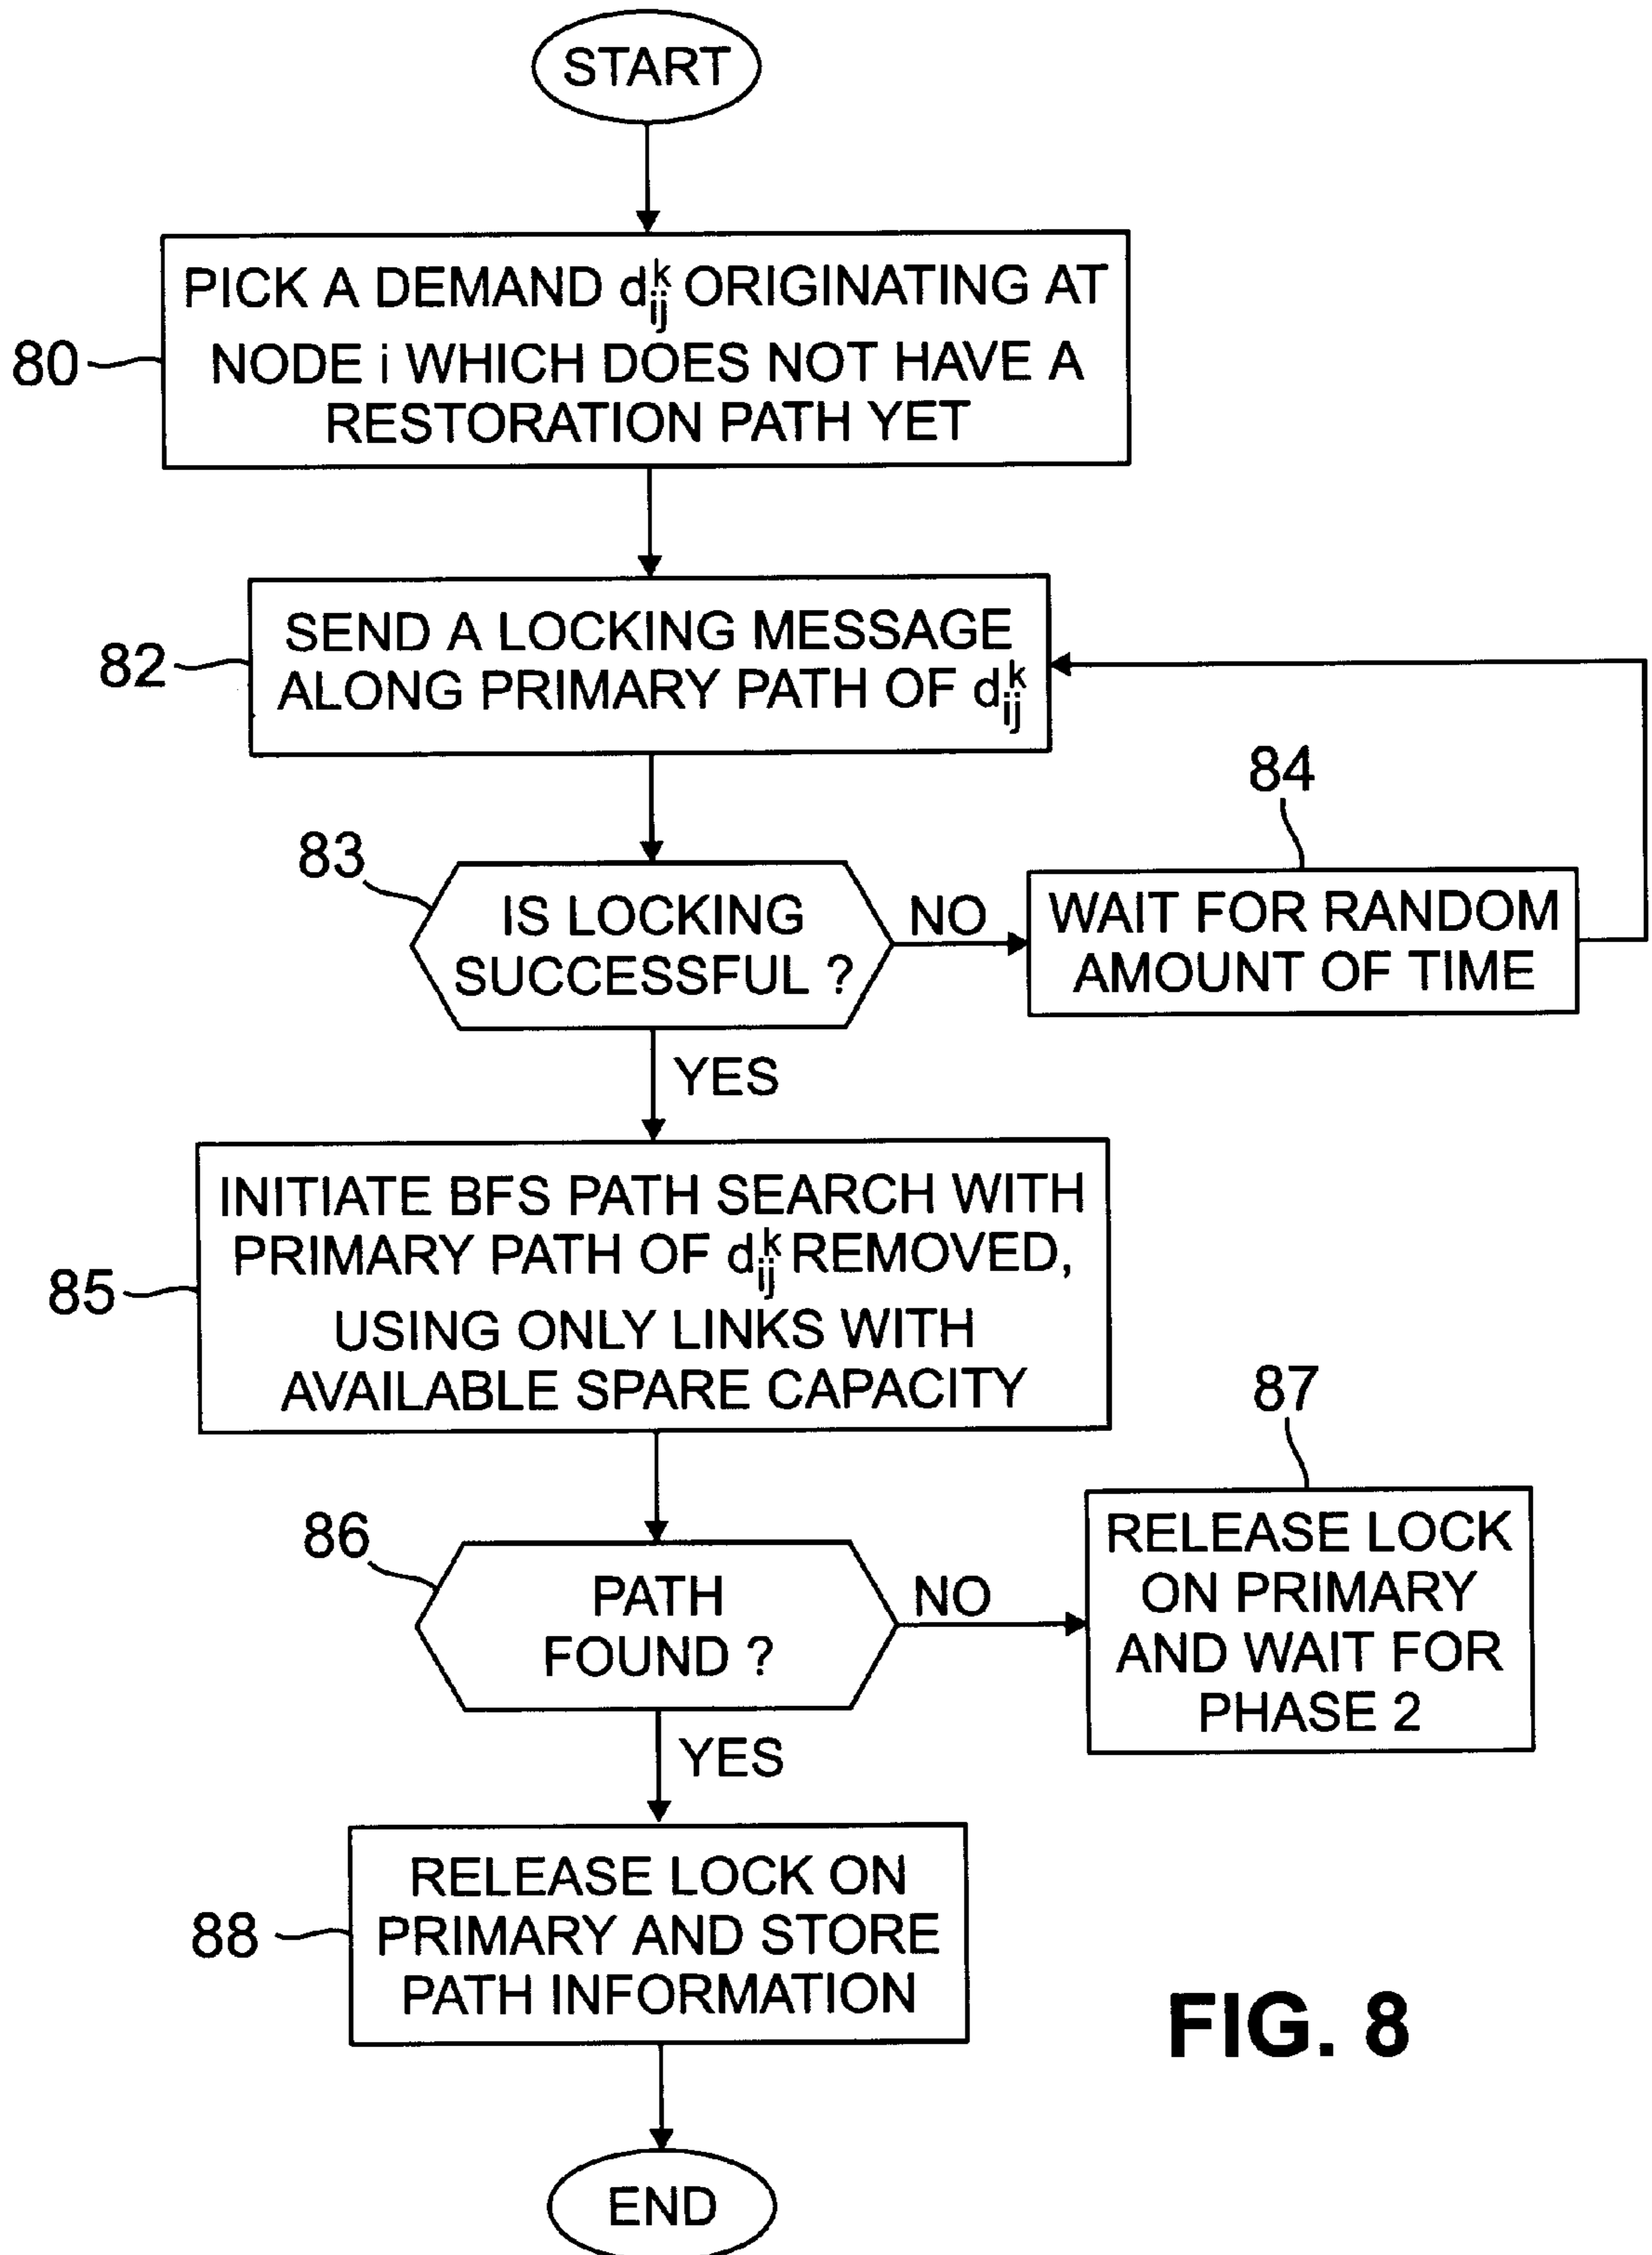 START
PICK A DEMAND d_ij^k ORIGINATING AT
NODE i WHICH DOES NOT HAVE A
RESTORATION PATH YET
80
SEND A LOCKING MESSAGE
ALONG PRIMARY PATH OF d_ij^k
82
84
83
IS LOCKING
SUCCESSFUL ?
NO
WAIT FOR RANDOM
AMOUNT OF TIME
YES
INITIATE BFS PATH SEARCH WITH
PRIMARY PATH OF d_ij^k REMOVED,
USING ONLY LINKS WITH
AVAILABLE SPARE CAPACITY
85
87
86
PATH
FOUND ?
NO
RELEASE LOCK
ON PRIMARY
AND WAIT FOR
PHASE 2
YES
RELEASE LOCK ON
PRIMARY AND STORE
PATH INFORMATION
88
FIG. 8
END